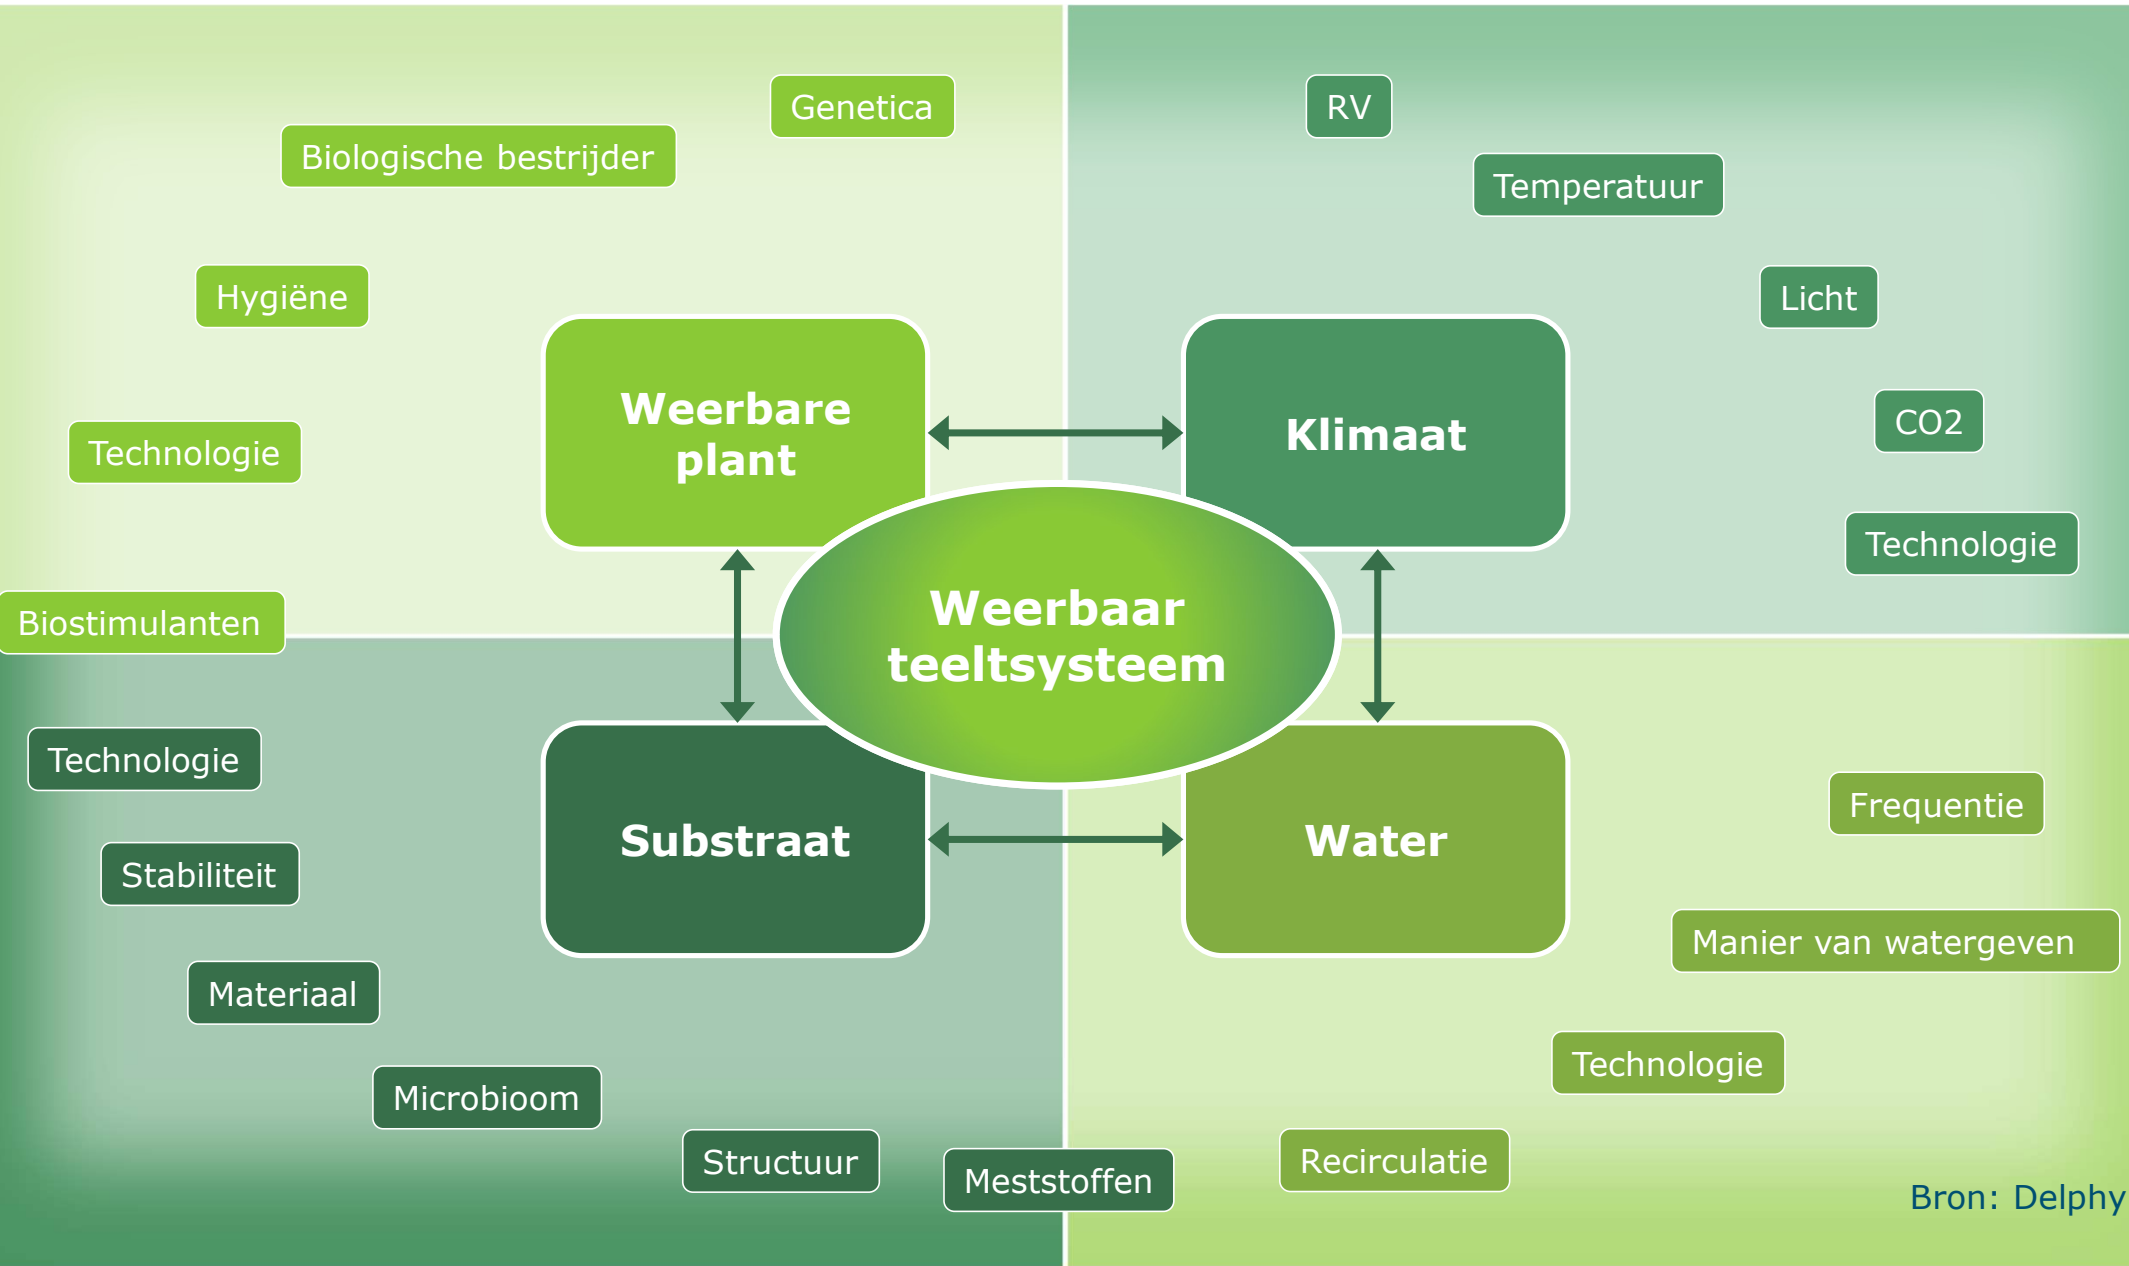 Genetica
Biologische bestrijder
Hygiëne
Technologie
Biostimulanten
Weerbare
plant
RV
Temperatuur
Licht
CO2
Technologie
Klimaat
Weerbaar
teeltsysteem
Technologie
Stabiliteit
Materiaal
Microbioom
Structuur
Meststoffen
Substraat
Water
Frequentie
Manier van watergeven
Technologie
Recirculatie
Bron: Delphy